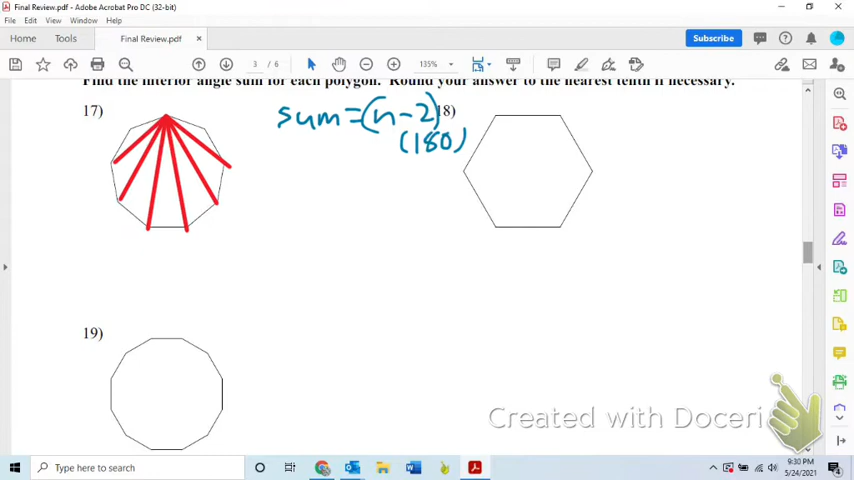 Final Review.pdf - Adobe Acrobat Pro DC (32-bit)
File Edit View Window Help
Home Tools Final Review.pdf × Subscribe
3 / 6 135%
Find the interior angle sum for each polygon. Round your answer to the nearest tenth if necessary.
17) sum=(n-2) 18)
(180)
19)
Created with Doceri
Type here to search
9:30 PM
5/24/2021
4